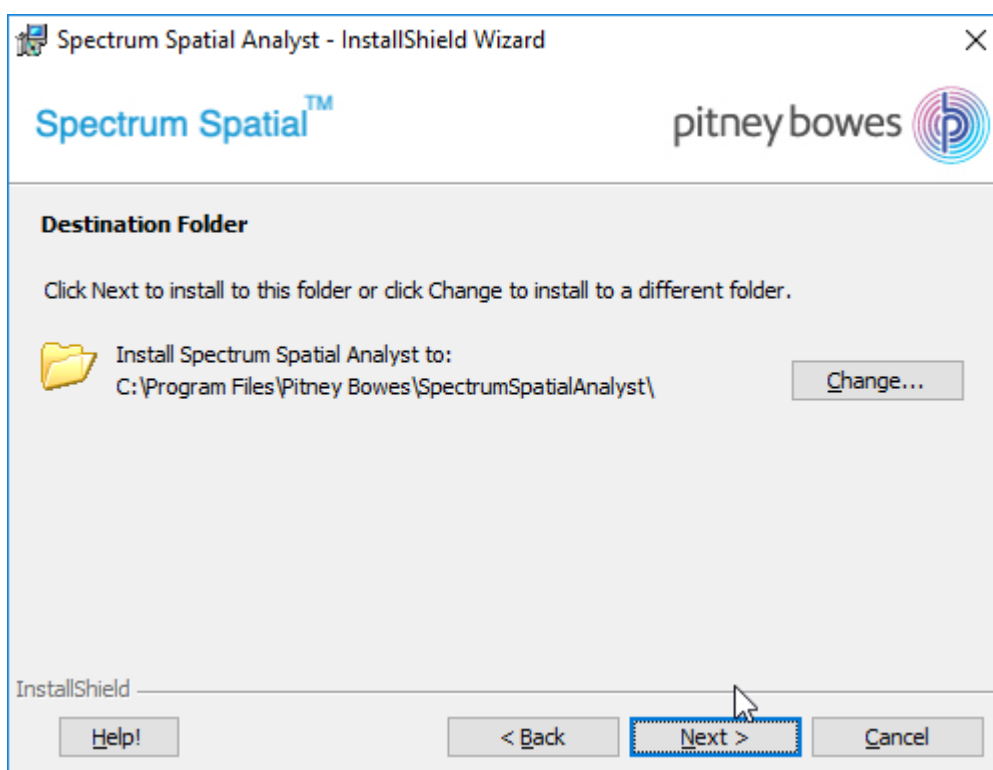 Spectrum Spatial Analyst - InstallShield Wizard
Spectrum Spatial™
pitney bowes
Destination Folder
Click Next to install to this folder or click Change to install to a different folder.
Install Spectrum Spatial Analyst to:
C:\Program Files\Pitney Bowes\SpectrumSpatialAnalyst\
Change...
InstallShield
Help!
< Back
Next >
Cancel